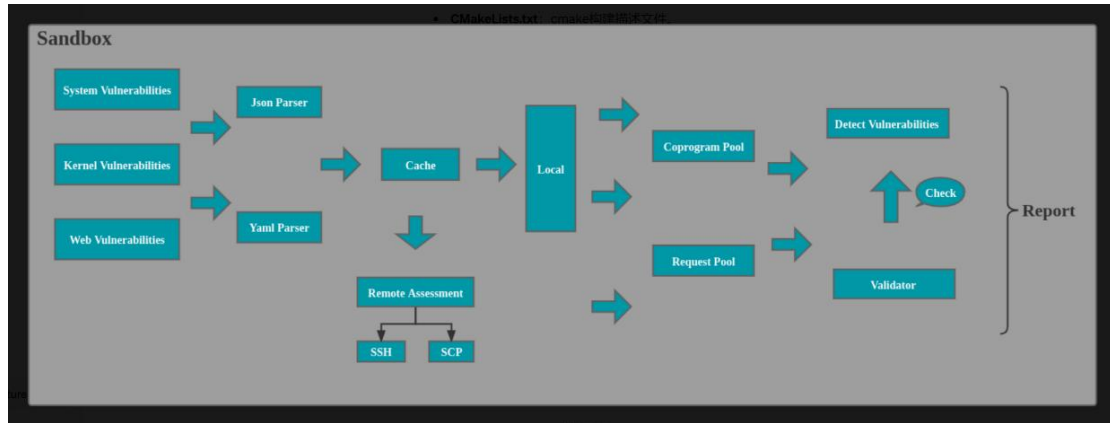 • CMakeLists.txt：cmake构建描述文件.
Sandbox
System Vulnerabilities
Kernel Vulnerabilities
Web Vulnerabilities
Json Parser
Yaml Parser
Cache
Remote Assessment
SSH
SCP
Local
Coprogram Pool
Request Pool
Detect Vulnerabilities
Check
Validator
Report